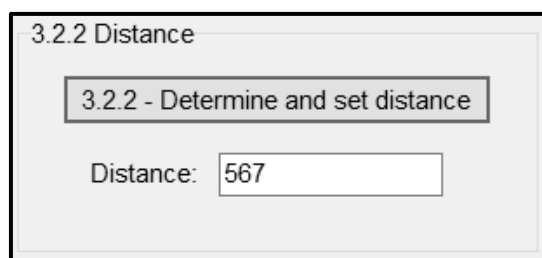 3.2.2 Distance
3.2.2 - Determine and set distance
Distance: 567